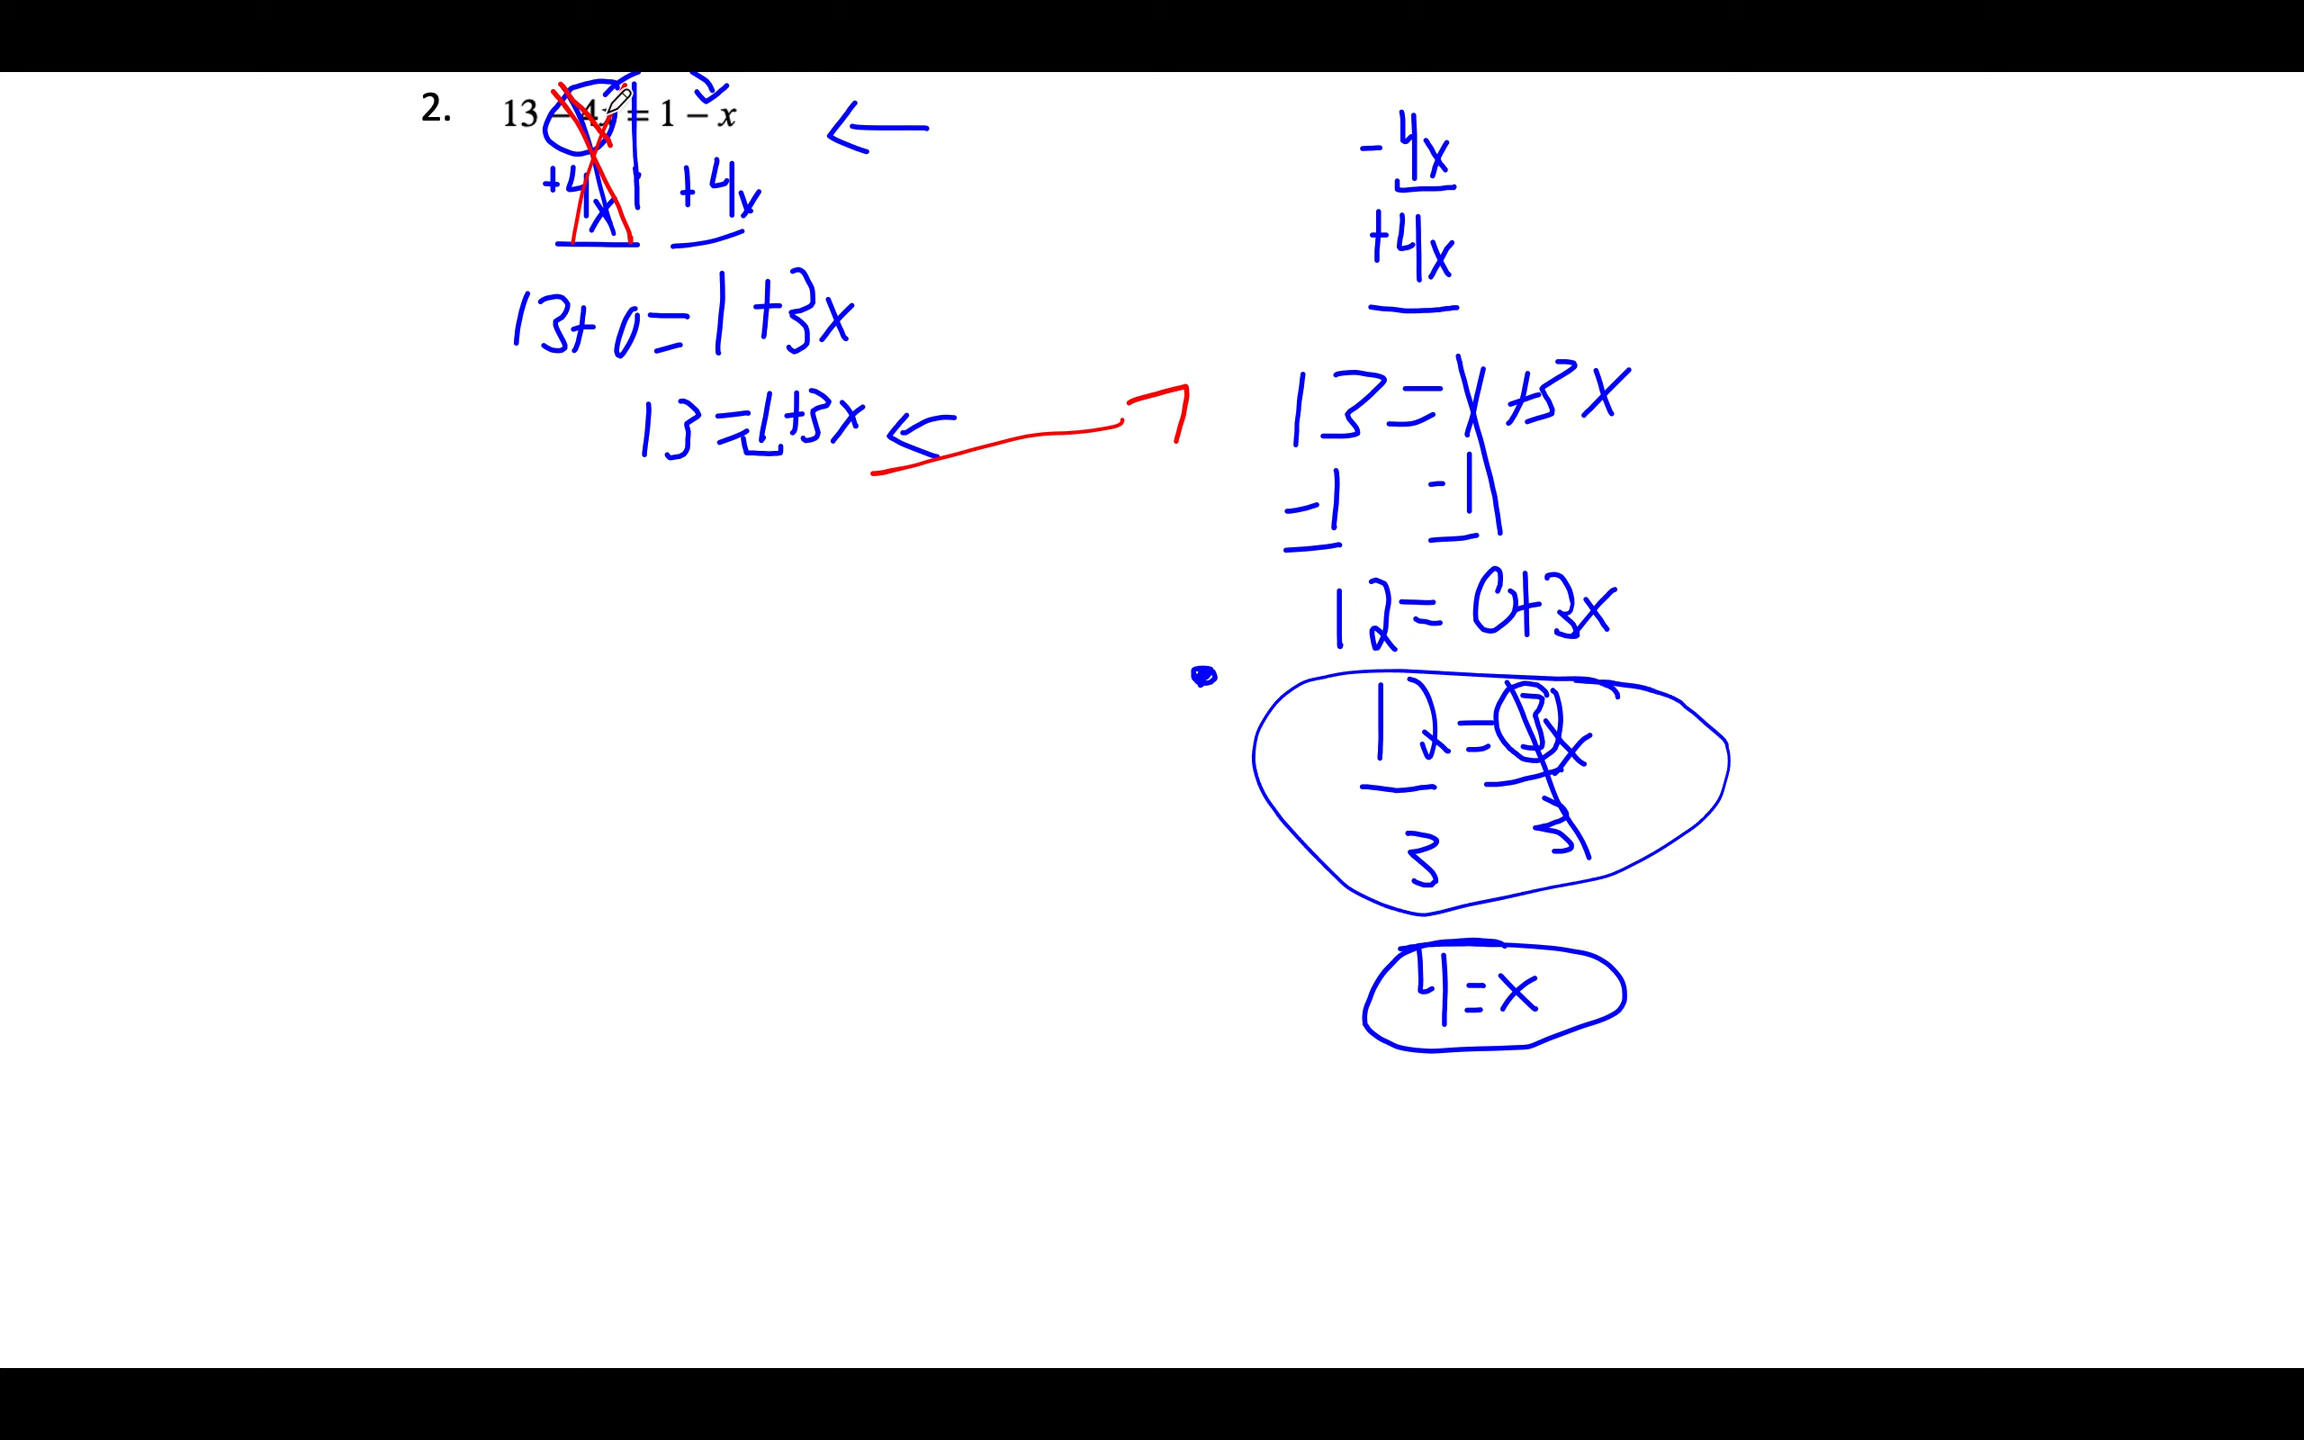 2. 13 – 4x = 1 – x
+4x +4x
13+0=1+3x
13=1+3x
-4x
+4x
13=1+3x
-1 -1
12=0+3x
12=3x
3 3
4=x